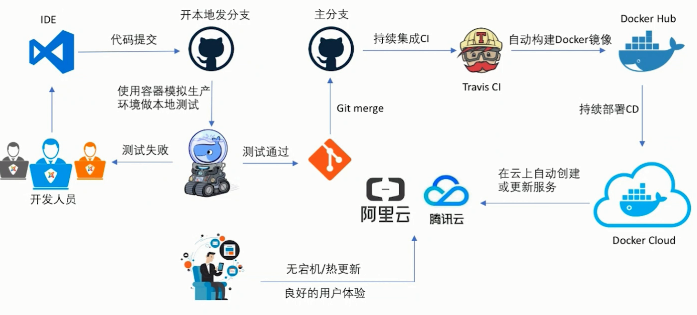 IDE
开本地发分支
主分支
Docker Hub
代码提交
持续集成CI
自动构建Docker镜像
Travis CI
使用容器模拟生产
环境做本地测试
Git merge
持续部署CD
测试失败
测试通过
开发人员
在云上自动创建
或更新服务
阿里云
腾讯云
Docker Cloud
无宕机/热更新
良好的用户体验